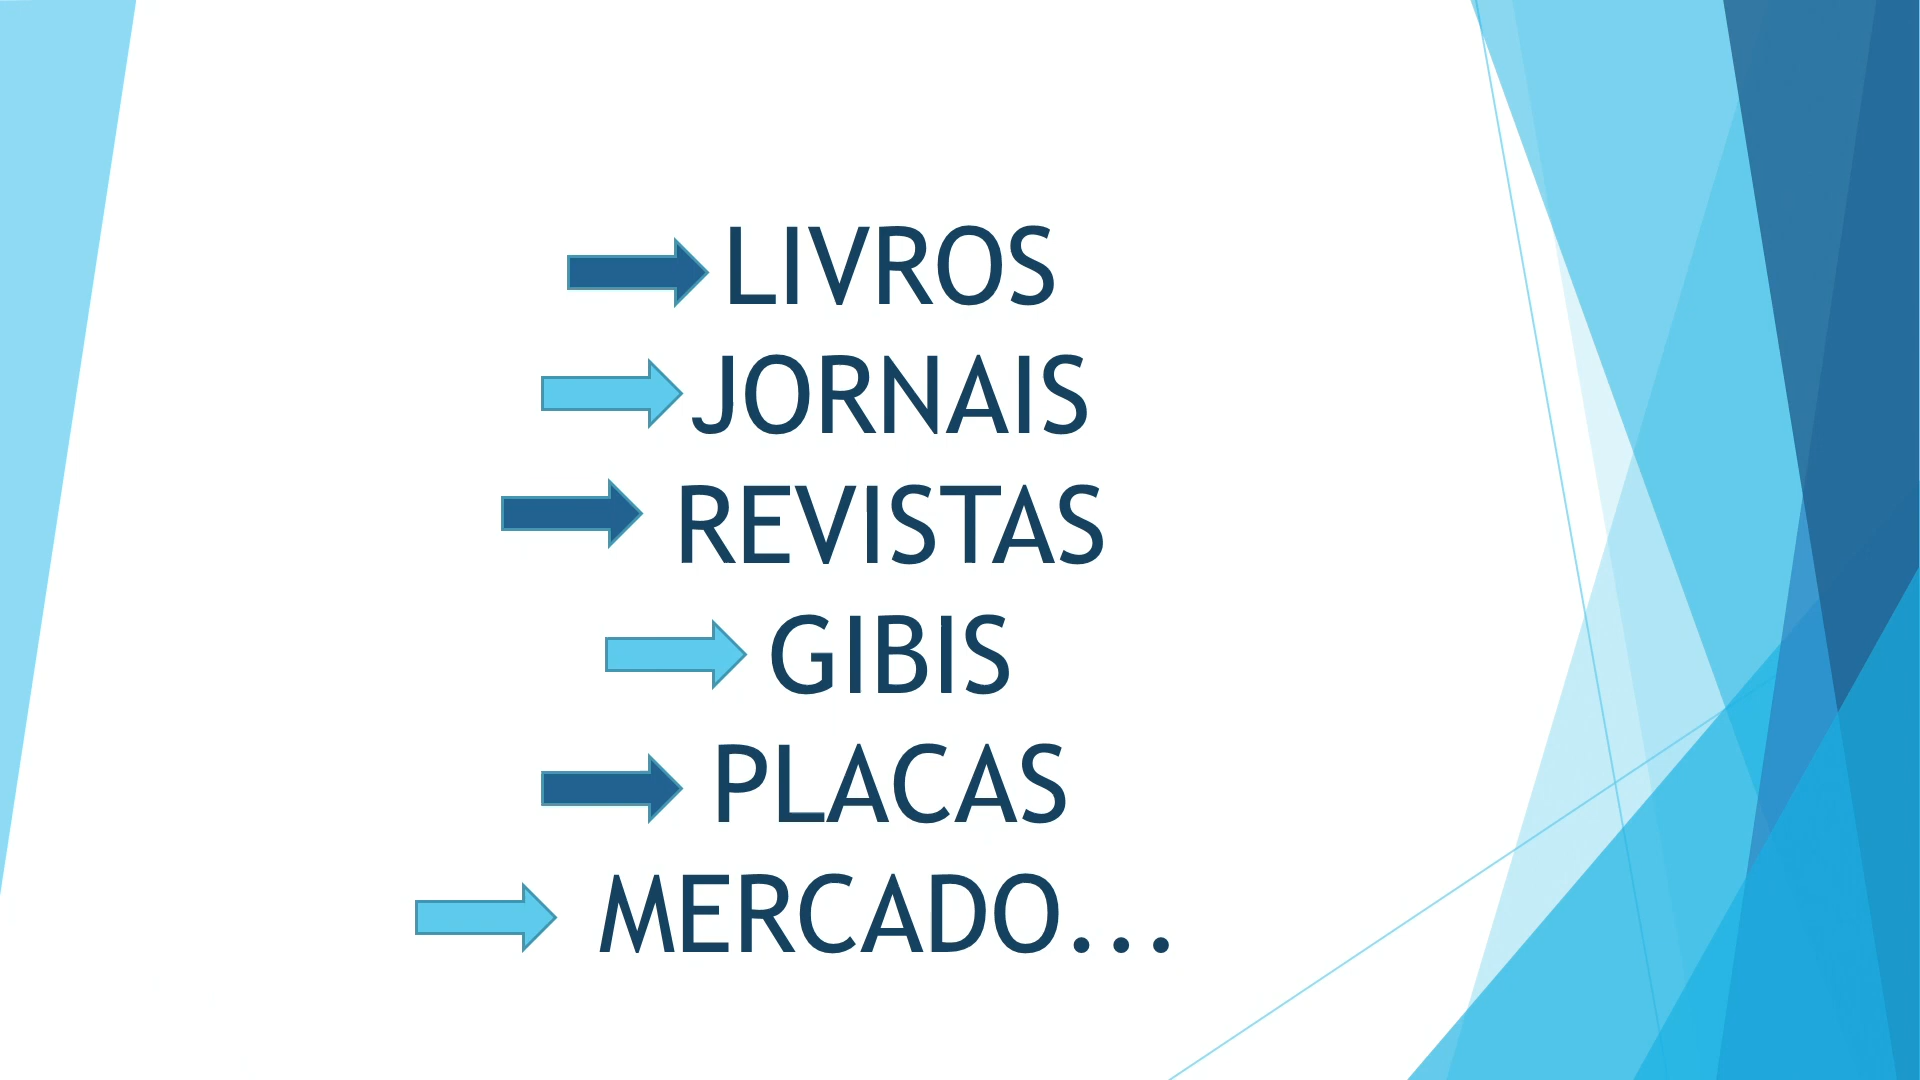 LIVROS
JORNAIS
REVISTAS
GIBIS
PLACAS
MERCADO...